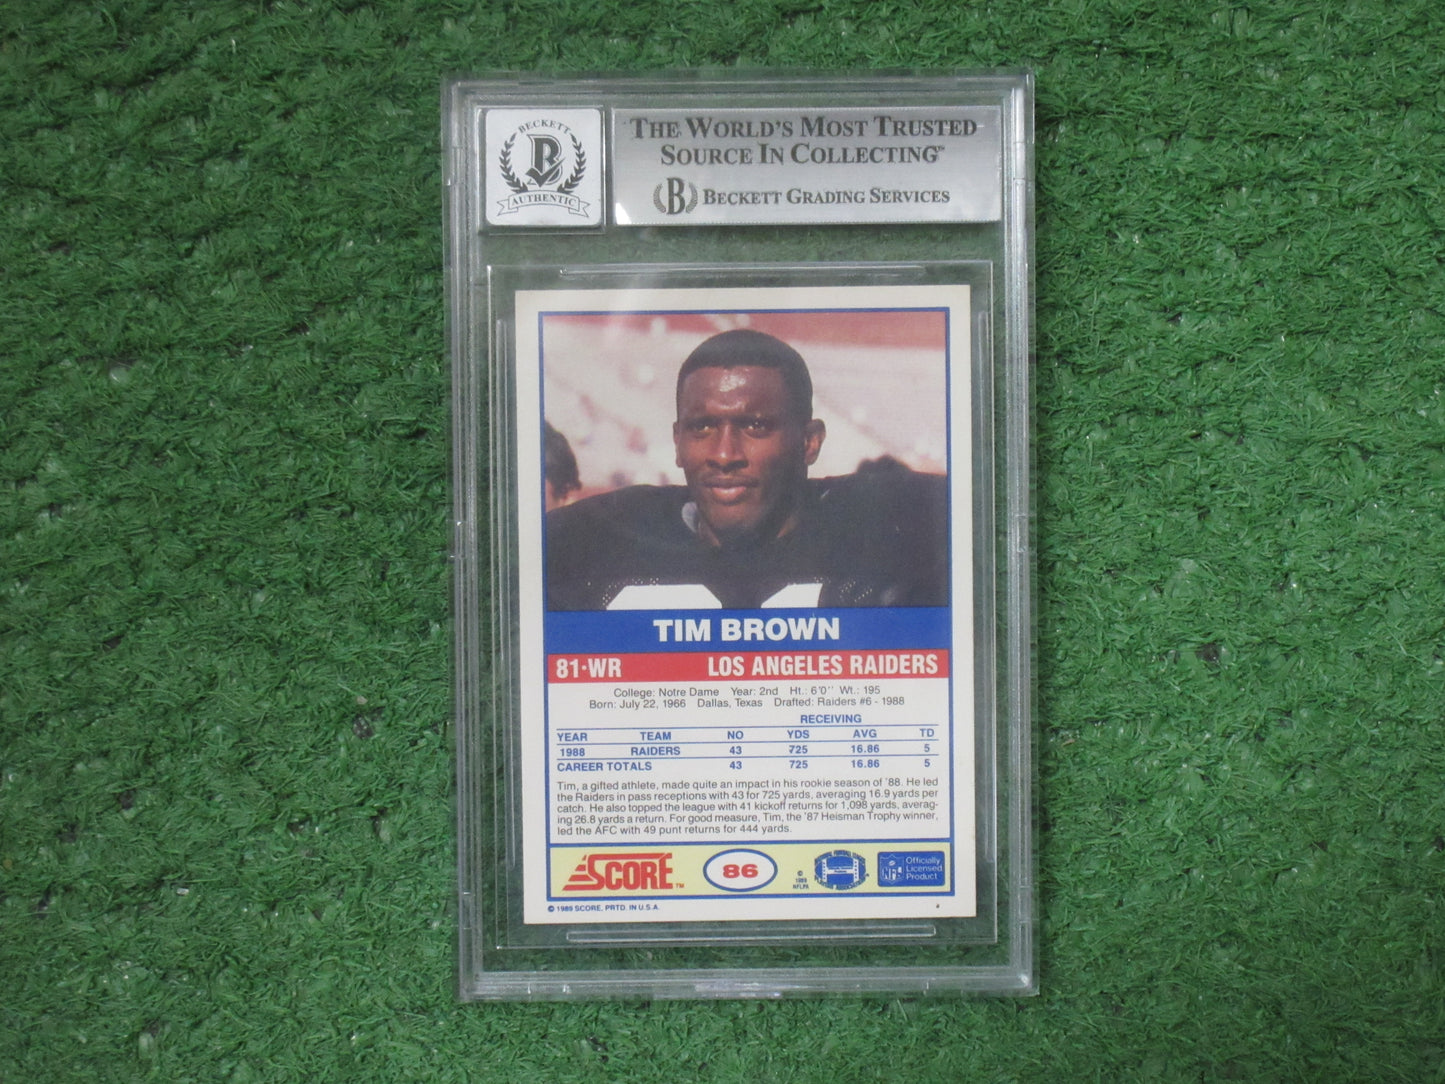 BECKETT
B
AUTHENTIC
THE WORLD'S MOST TRUSTED
SOURCE IN COLLECTING
B BECKETT GRADING SERVICES
TIM BROWN
81·WR LOS ANGELES RAIDERS
College: Notre Dame Year: 2nd Ht.: 6'0'' Wt.: 195
Born: July 22, 1966 Dallas, Texas Drafted: Raiders #6 - 1988
RECEIVING
YEAR TEAM NO YDS AVG TD
1988 RAIDERS 43 725 16.86 5
CAREER TOTALS 43 725 16.86 5
Tim, a gifted athlete, made quite an impact in his rookie season of '88. He led
the Raiders in pass receptions with 43 for 725 yards, averaging 16.9 yards per
catch. He also topped the league with 41 kickoff returns for 1,098 yards, averag-
ing 26.8 yards a return. For good measure, Tim, the '87 Heisman Trophy winner,
led the AFC with 49 punt returns for 444 yards.
SCORE™
86
©
1989
NFLPA
NFL
Officially
Licensed
Product
© 1989 SCORE, PRTD. IN U.S.A.